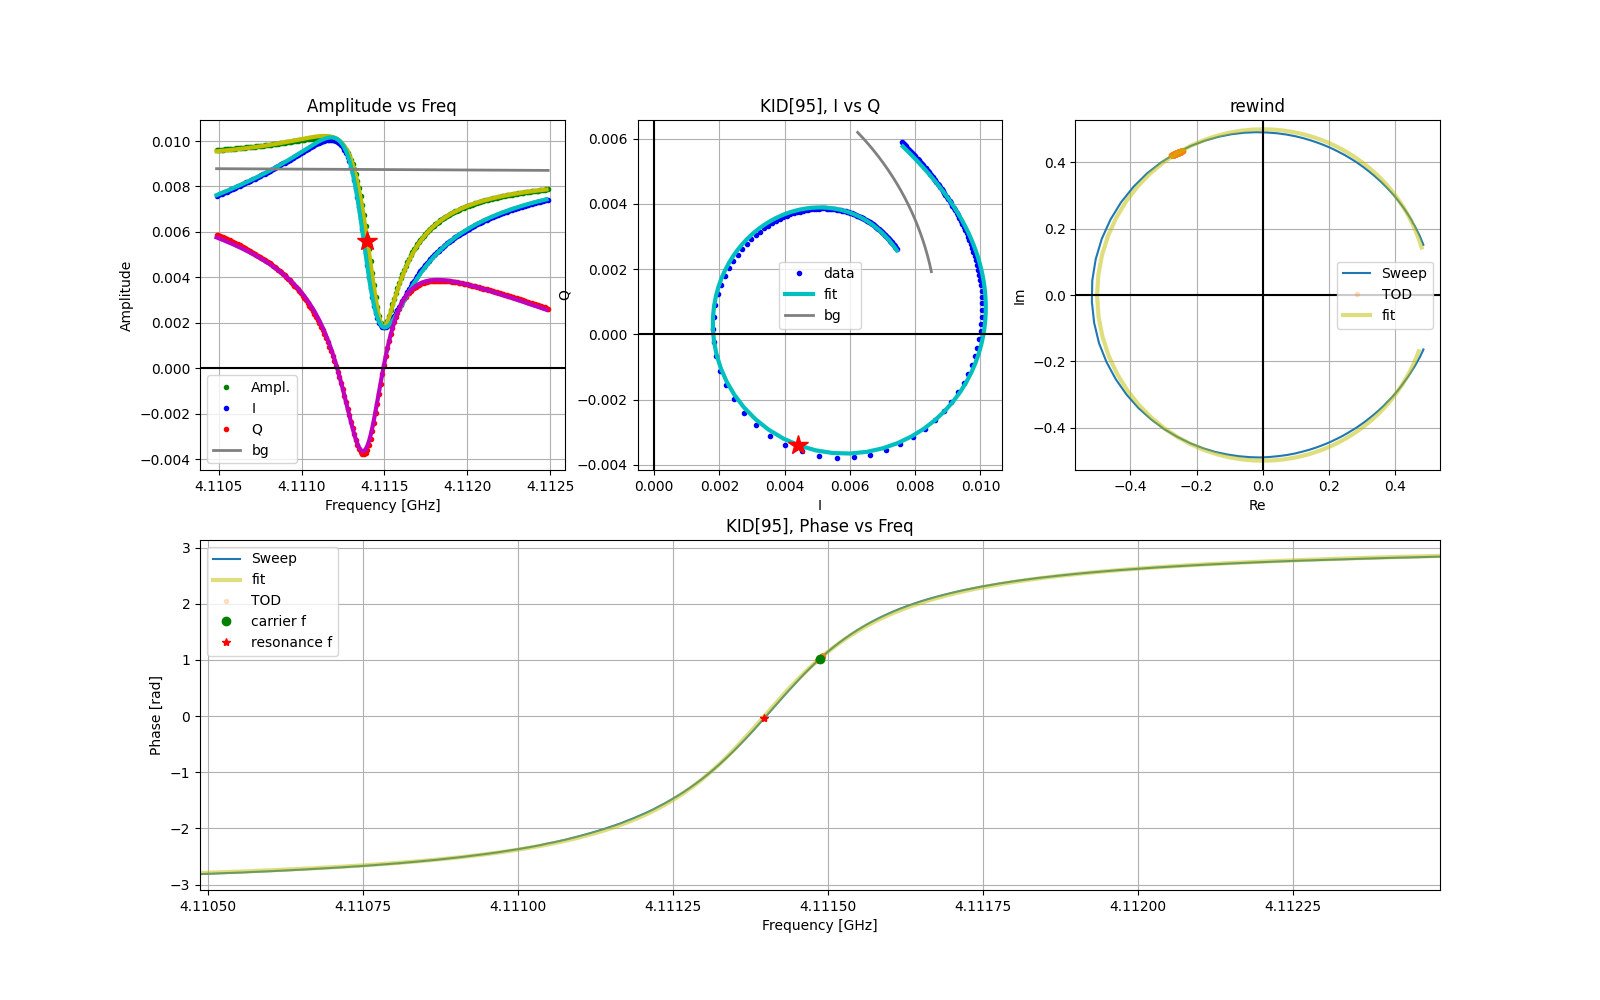 Amplitude vs Freq
0.010
0.008
0.006
0.004
0.002
0.000
−0.002
−0.004
Amplitude
Ampl.
I
Q
bg
4.1105
4.1110
4.1115
4.1120
4.1125
Frequency [GHz]
KID[95], I vs Q
0.006
0.004
0.002
0.000
−0.002
−0.004
Q
data
fit
bg
0.000
0.002
0.004
0.006
0.008
0.010
I
rewind
0.4
0.2
0.0
−0.2
−0.4
Im
Sweep
TOD
fit
−0.4
−0.2
0.0
0.2
0.4
Re
KID[95], Phase vs Freq
3
2
1
0
−1
−2
−3
Phase [rad]
Sweep
fit
TOD
carrier f
resonance f
4.11050
4.11075
4.11100
4.11125
4.11150
4.11175
4.11200
4.11225
Frequency [GHz]